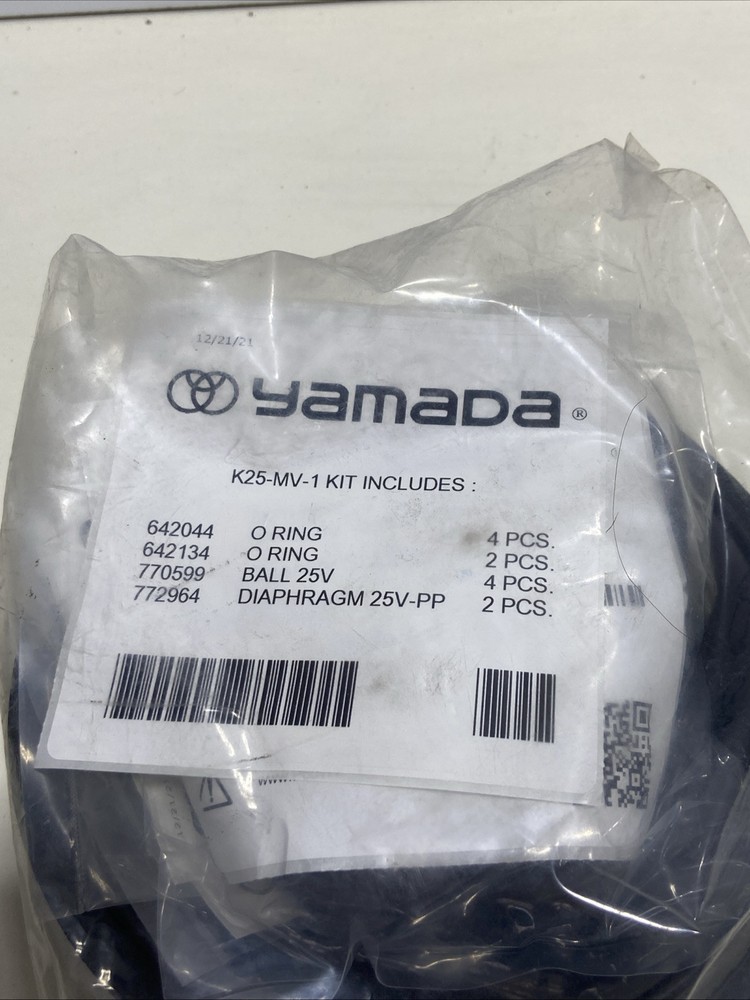 12/21/21
yamada ®
K25-MV-1 KIT INCLUDES :
642044 O RING 4 PCS.
642134 O RING 2 PCS.
770599 BALL 25V 4 PCS.
772964 DIAPHRAGM 25V-PP 2 PCS.